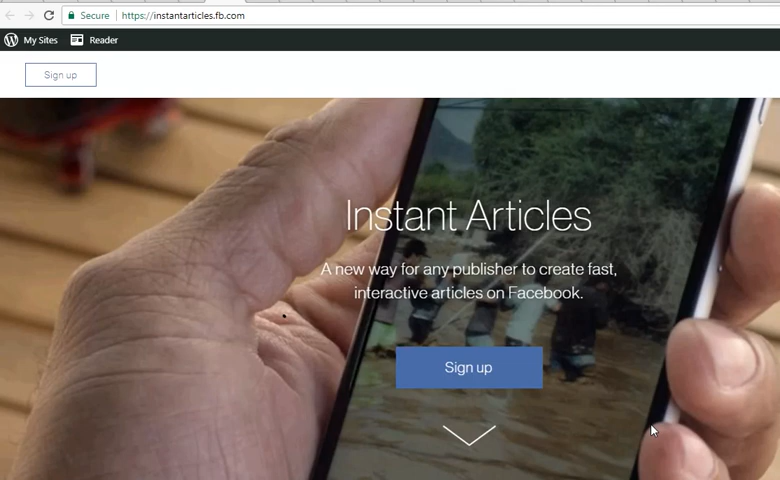 Secure https://instantarticles.fb.com
My Sites Reader
Sign up
Instant Articles
A new way for any publisher to create fast,
interactive articles on Facebook.
Sign up